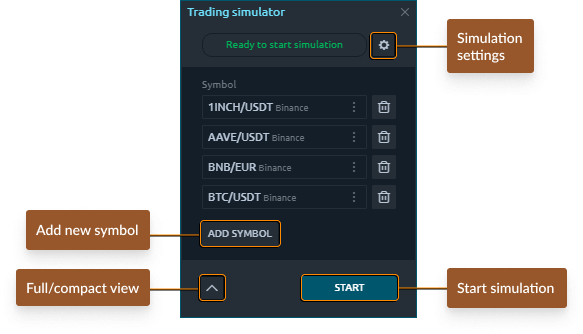 Trading simulator
Ready to start simulation
Simulation
settings
Symbol
1INCH/USDT Binance
AAVE/USDT Binance
BNB/EUR Binance
BTC/USDT Binance
Add new symbol
ADD SYMBOL
Full/compact view
START
Start simulation